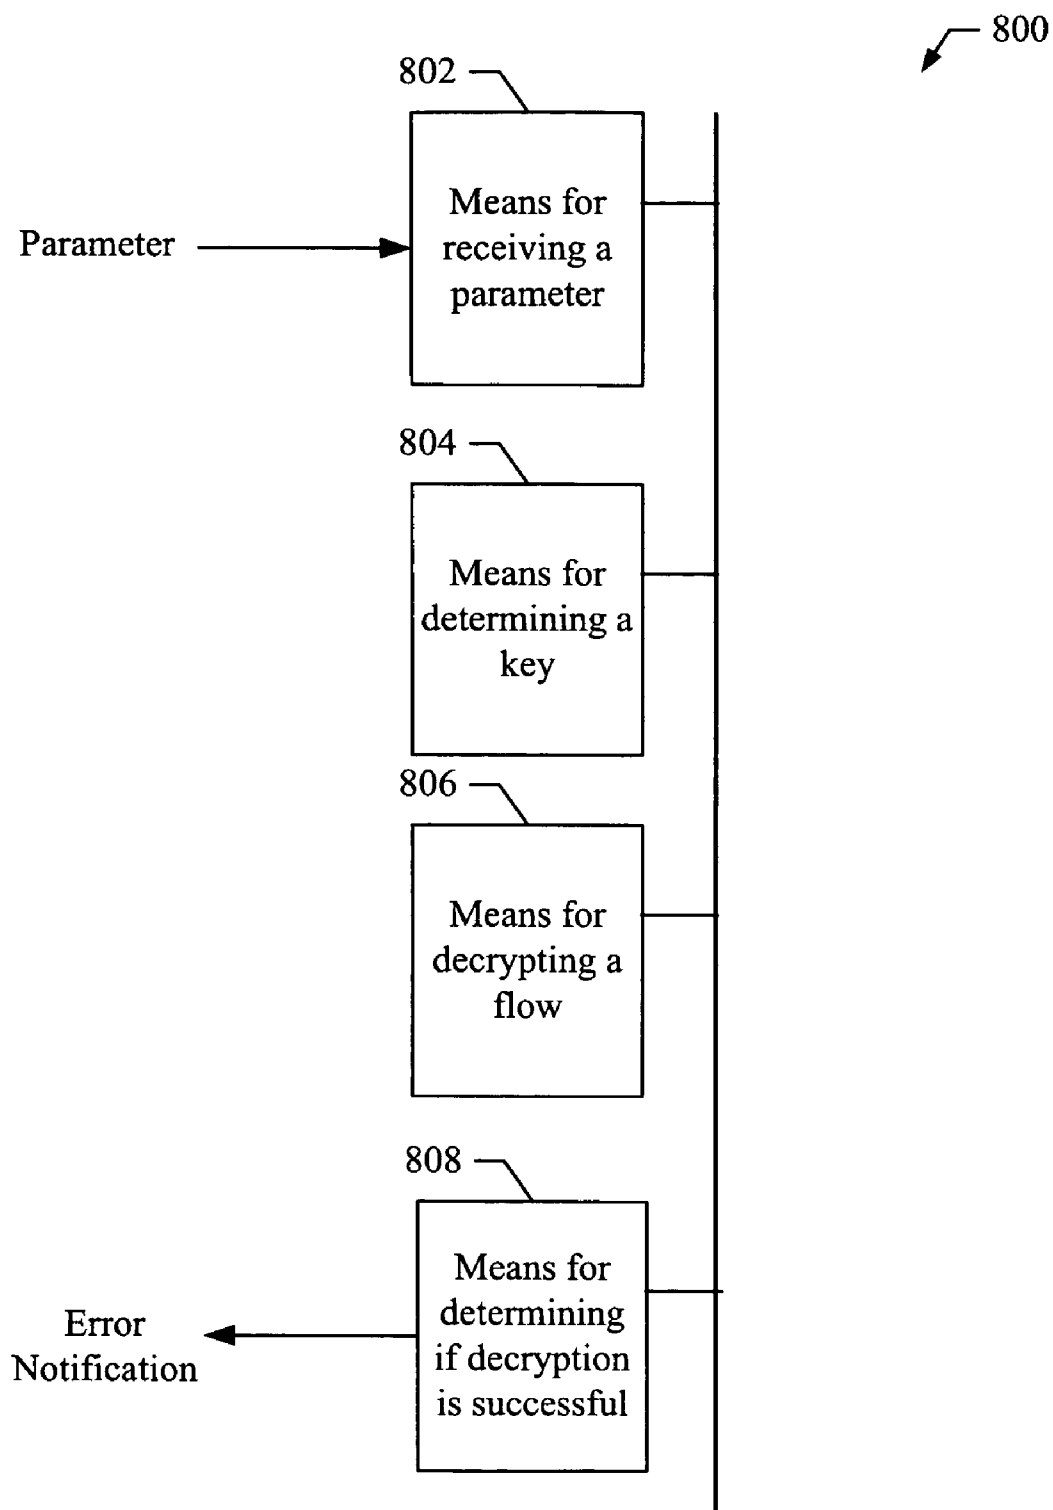 800
802
Means for
receiving a
parameter
Parameter
804
Means for
determining a
key
806
Means for
decrypting a
flow
808
Means for
determining
if decryption
is successful
Error
Notification